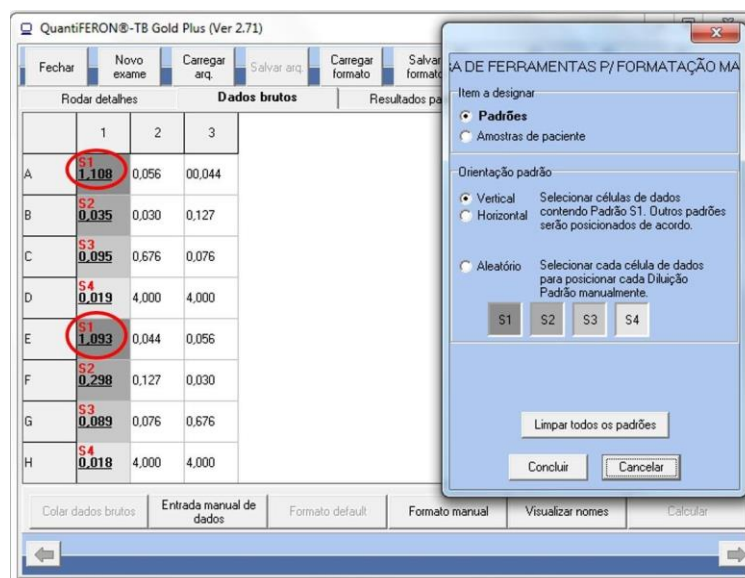 QuantiFERON®-TB Gold Plus (Ver 2.71)
Fechar
Novo exame
Carregar arq.
Salvar arq.
Carregar formato
Salvar formato
Rodar detalhes
Dados brutos
Resultados pa
1 2 3
A S1 1,108 0,056 00,044
B S2 0,035 0,030 0,127
C S3 0,095 0,676 0,076
D S4 0,019 4,000 4,000
E S1 1,093 0,044 0,056
F S2 0,298 0,127 0,030
G S3 0,089 0,076 0,676
H S4 0,018 4,000 4,000
Colar dados brutos
Entrada manual de dados
Formato default
Formato manual
Visualizar nomes
Calcular
A DE FERRAMENTAS P/ FORMATAÇÃO MA
Item a designar
Padrões
Amostras de paciente
Orientação padrão
Vertical
Horizontal
Selecionar células de dados
contendo Padrão S1. Outros padrões
serão posicionados de acordo.
Aleatório
Selecionar cada célula de dados
para posicionar cada Diluição
Padrão manualmente.
S1 S2 S3 S4
Limpar todos os padrões
Concluir
Cancelar